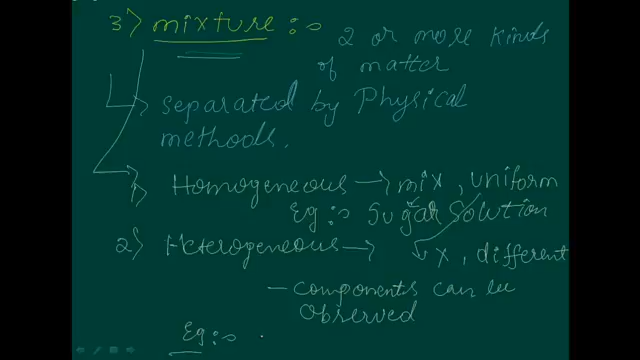 3> mixture :- 2 or more kinds
of matter
> separated by Physical
methods.
1> Homogeneous → mix, uniform
Eg :- Sugar Solution
2> Heterogeneous → x, different
- components can be
Observed
Eg :-